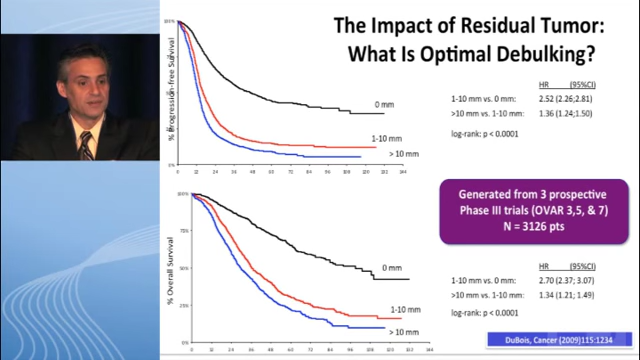 The Impact of Residual Tumor:
What Is Optimal Debulking?
% Progression-free Survival
100%
0 mm
1-10 mm
> 10 mm
HR (95%CI)
1-10 mm vs. 0 mm: 2.52 (2.26;2.81)
>10 mm vs. 1-10 mm: 1.36 (1.24;1.50)
log-rank: p < 0.0001
Generated from 3 prospective
Phase III trials (OVAR 3,5, & 7)
N = 3126 pts
% Overall Survival
100%
50%
0%
0 mm
1-10 mm
> 10 mm
HR (95%CI)
1-10 mm vs. 0 mm: 2.70 (2.37; 3.07)
>10 mm vs. 1-10 mm: 1.34 (1.21; 1.49)
log-rank: p < 0.0001
DuBois, Cancer (2009)115:1234